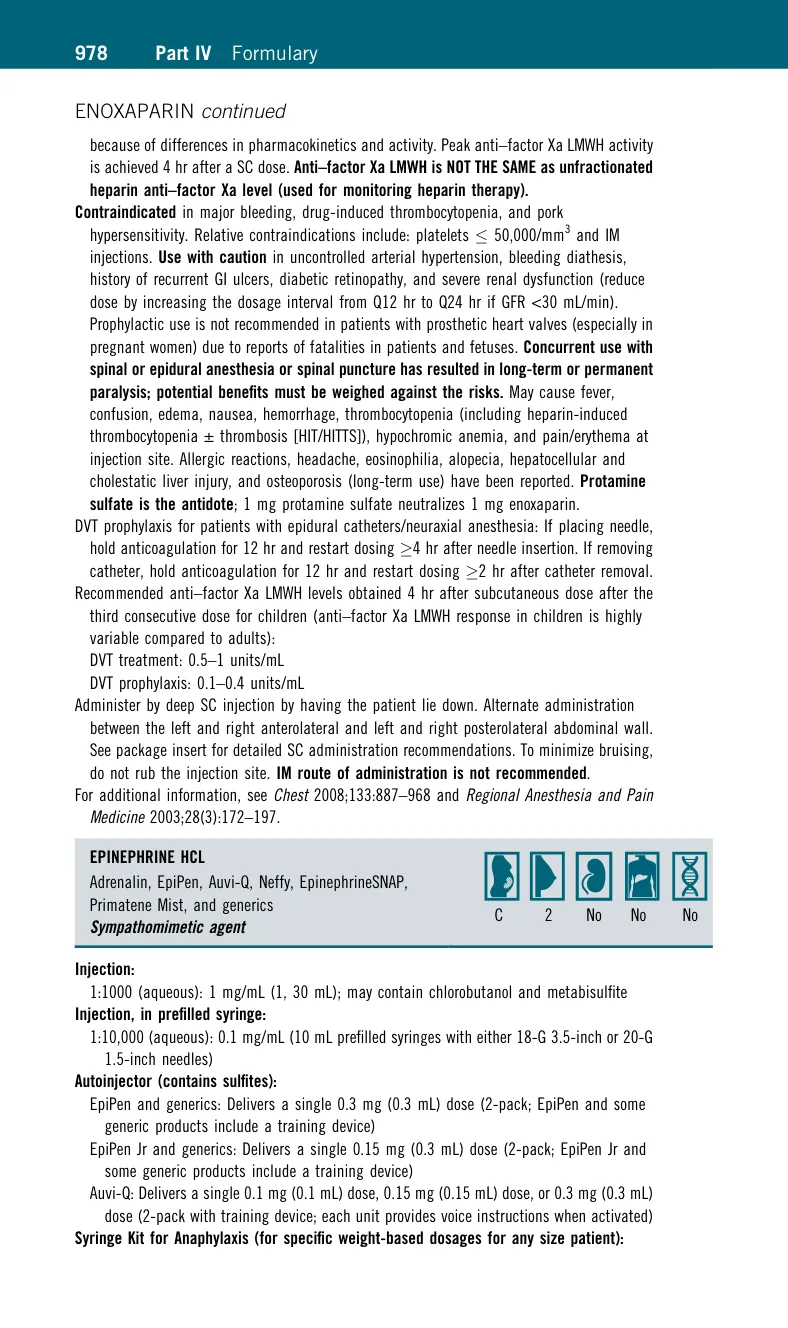 978 Part IV Formulary
ENOXAPARIN continued
because of differences in pharmacokinetics and activity. Peak anti–factor Xa LMWH activity
is achieved 4 hr after a SC dose. Anti–factor Xa LMWH is NOT THE SAME as unfractionated
heparin anti–factor Xa level (used for monitoring heparin therapy).
Contraindicated in major bleeding, drug-induced thrombocytopenia, and pork
hypersensitivity. Relative contraindications include: platelets ≤ 50,000/mm³ and IM
injections. Use with caution in uncontrolled arterial hypertension, bleeding diathesis,
history of recurrent GI ulcers, diabetic retinopathy, and severe renal dysfunction (reduce
dose by increasing the dosage interval from Q12 hr to Q24 hr if GFR <30 mL/min).
Prophylactic use is not recommended in patients with prosthetic heart valves (especially in
pregnant women) due to reports of fatalities in patients and fetuses. Concurrent use with
spinal or epidural anesthesia or spinal puncture has resulted in long-term or permanent
paralysis; potential benefits must be weighed against the risks. May cause fever,
confusion, edema, nausea, hemorrhage, thrombocytopenia (including heparin-induced
thrombocytopenia ± thrombosis [HIT/HITTS]), hypochromic anemia, and pain/erythema at
injection site. Allergic reactions, headache, eosinophilia, alopecia, hepatocellular and
cholestatic liver injury, and osteoporosis (long-term use) have been reported. Protamine
sulfate is the antidote; 1 mg protamine sulfate neutralizes 1 mg enoxaparin.
DVT prophylaxis for patients with epidural catheters/neuraxial anesthesia: If placing needle,
hold anticoagulation for 12 hr and restart dosing ≥4 hr after needle insertion. If removing
catheter, hold anticoagulation for 12 hr and restart dosing ≥2 hr after catheter removal.
Recommended anti–factor Xa LMWH levels obtained 4 hr after subcutaneous dose after the
third consecutive dose for children (anti–factor Xa LMWH response in children is highly
variable compared to adults):
DVT treatment: 0.5–1 units/mL
DVT prophylaxis: 0.1–0.4 units/mL
Administer by deep SC injection by having the patient lie down. Alternate administration
between the left and right anterolateral and left and right posterolateral abdominal wall.
See package insert for detailed SC administration recommendations. To minimize bruising,
do not rub the injection site. IM route of administration is not recommended.
For additional information, see Chest 2008;133:887–968 and Regional Anesthesia and Pain
Medicine 2003;28(3):172–197.
EPINEPHRINE HCL
Adrenalin, EpiPen, Auvi-Q, Neffy, EpinephrineSNAP,
Primatene Mist, and generics
Sympathomimetic agent
C 2 No No No
Injection:
1:1000 (aqueous): 1 mg/mL (1, 30 mL); may contain chlorobutanol and metabisulfite
Injection, in prefilled syringe:
1:10,000 (aqueous): 0.1 mg/mL (10 mL prefilled syringes with either 18-G 3.5-inch or 20-G
1.5-inch needles)
Autoinjector (contains sulfites):
EpiPen and generics: Delivers a single 0.3 mg (0.3 mL) dose (2-pack; EpiPen and some
generic products include a training device)
EpiPen Jr and generics: Delivers a single 0.15 mg (0.3 mL) dose (2-pack; EpiPen Jr and
some generic products include a training device)
Auvi-Q: Delivers a single 0.1 mg (0.1 mL) dose, 0.15 mg (0.15 mL) dose, or 0.3 mg (0.3 mL)
dose (2-pack with training device; each unit provides voice instructions when activated)
Syringe Kit for Anaphylaxis (for specific weight-based dosages for any size patient):